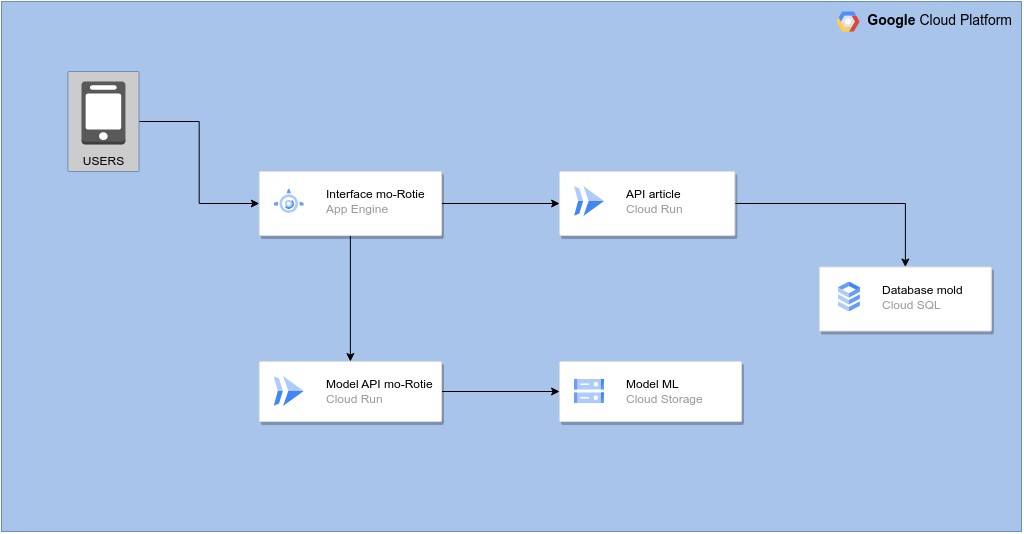 Google Cloud Platform
USERS
Interface mo-Rotie
App Engine
API article
Cloud Run
Database mold
Cloud SQL
Model API mo-Rotie
Cloud Run
Model ML
Cloud Storage